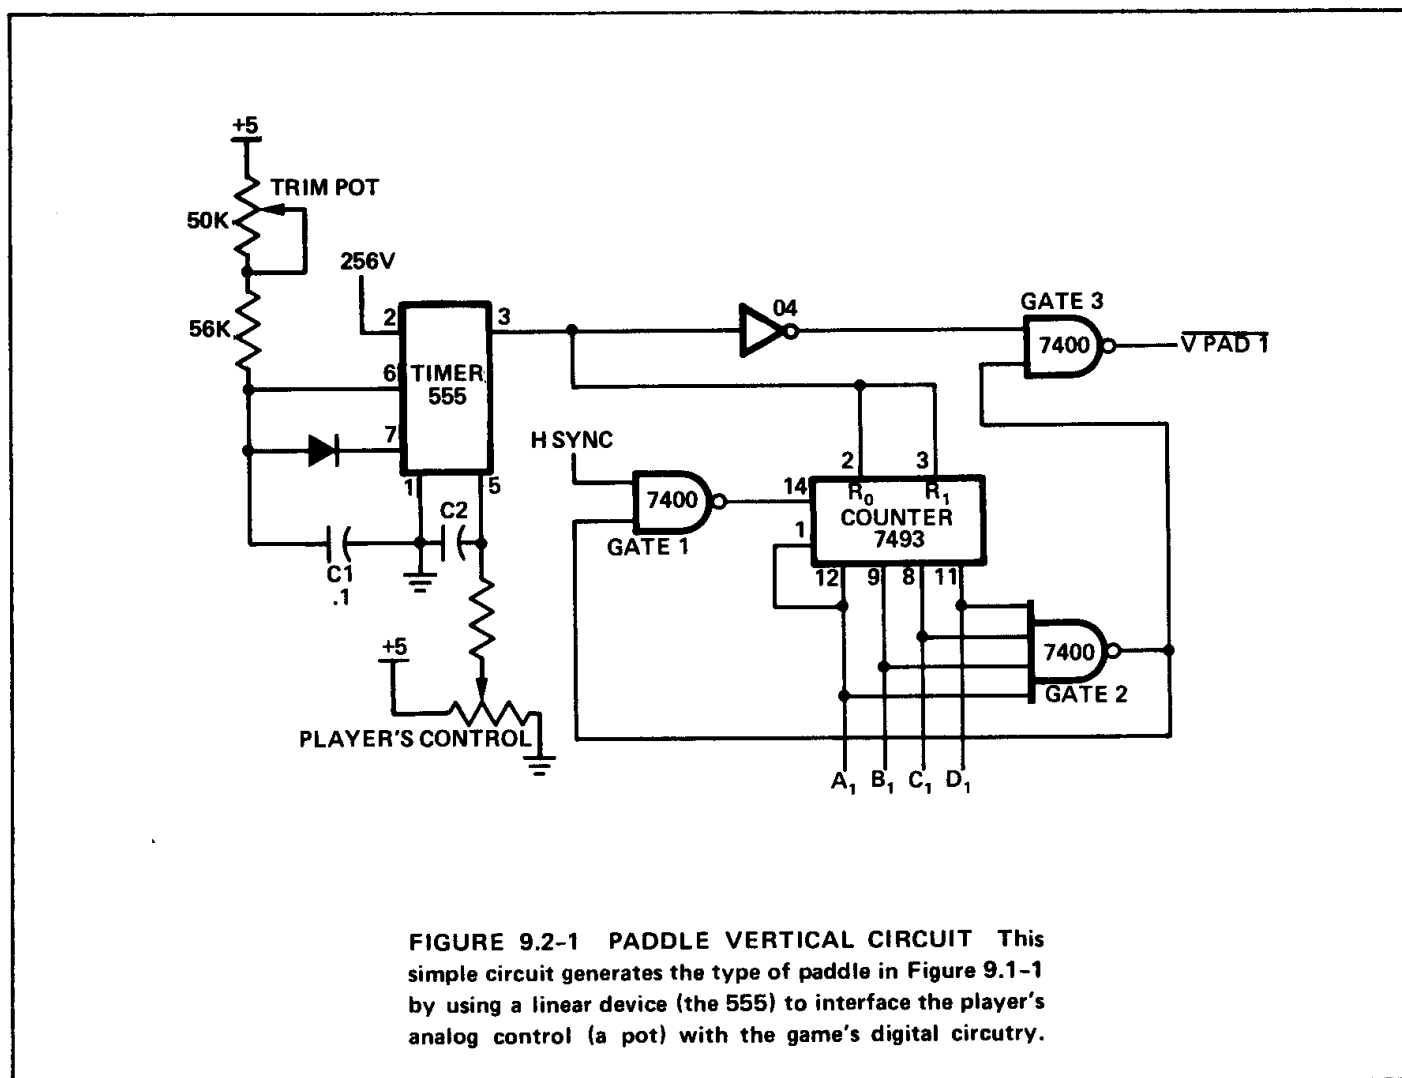 +5
TRIM POT
50K
256V
56K
2
3
6
TIMER
555
7
1
5
C2
C1
.1
+5
PLAYER'S CONTROL
04
GATE 3
7400
V PAD 1
H SYNC
7400
GATE 1
14
1
2
3
R₀
R₁
COUNTER
7493
12
9
8
11
7400
GATE 2
A₁
B₁
C₁
D₁
FIGURE 9.2-1 PADDLE VERTICAL CIRCUIT This
simple circuit generates the type of paddle in Figure 9.1-1
by using a linear device (the 555) to interface the player's
analog control (a pot) with the game's digital circutry.